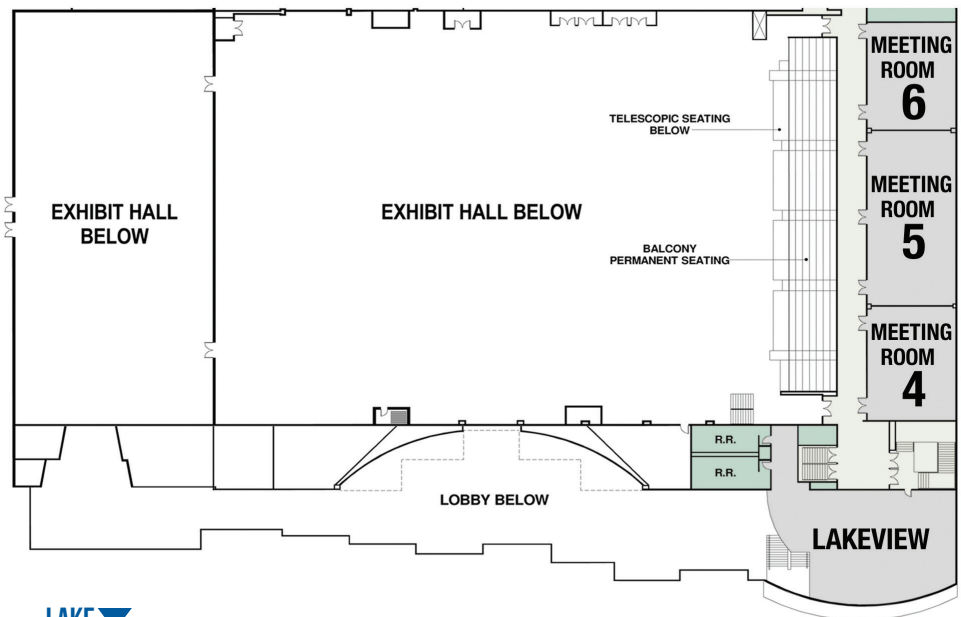 MEETING
ROOM
6
TELESCOPIC SEATING
BELOW
EXHIBIT HALL
BELOW
EXHIBIT HALL BELOW
MEETING
ROOM
5
BALCONY
PERMANENT SEATING
MEETING
ROOM
4
R.R.
R.R.
LOBBY BELOW
LAKEVIEW
LAKE